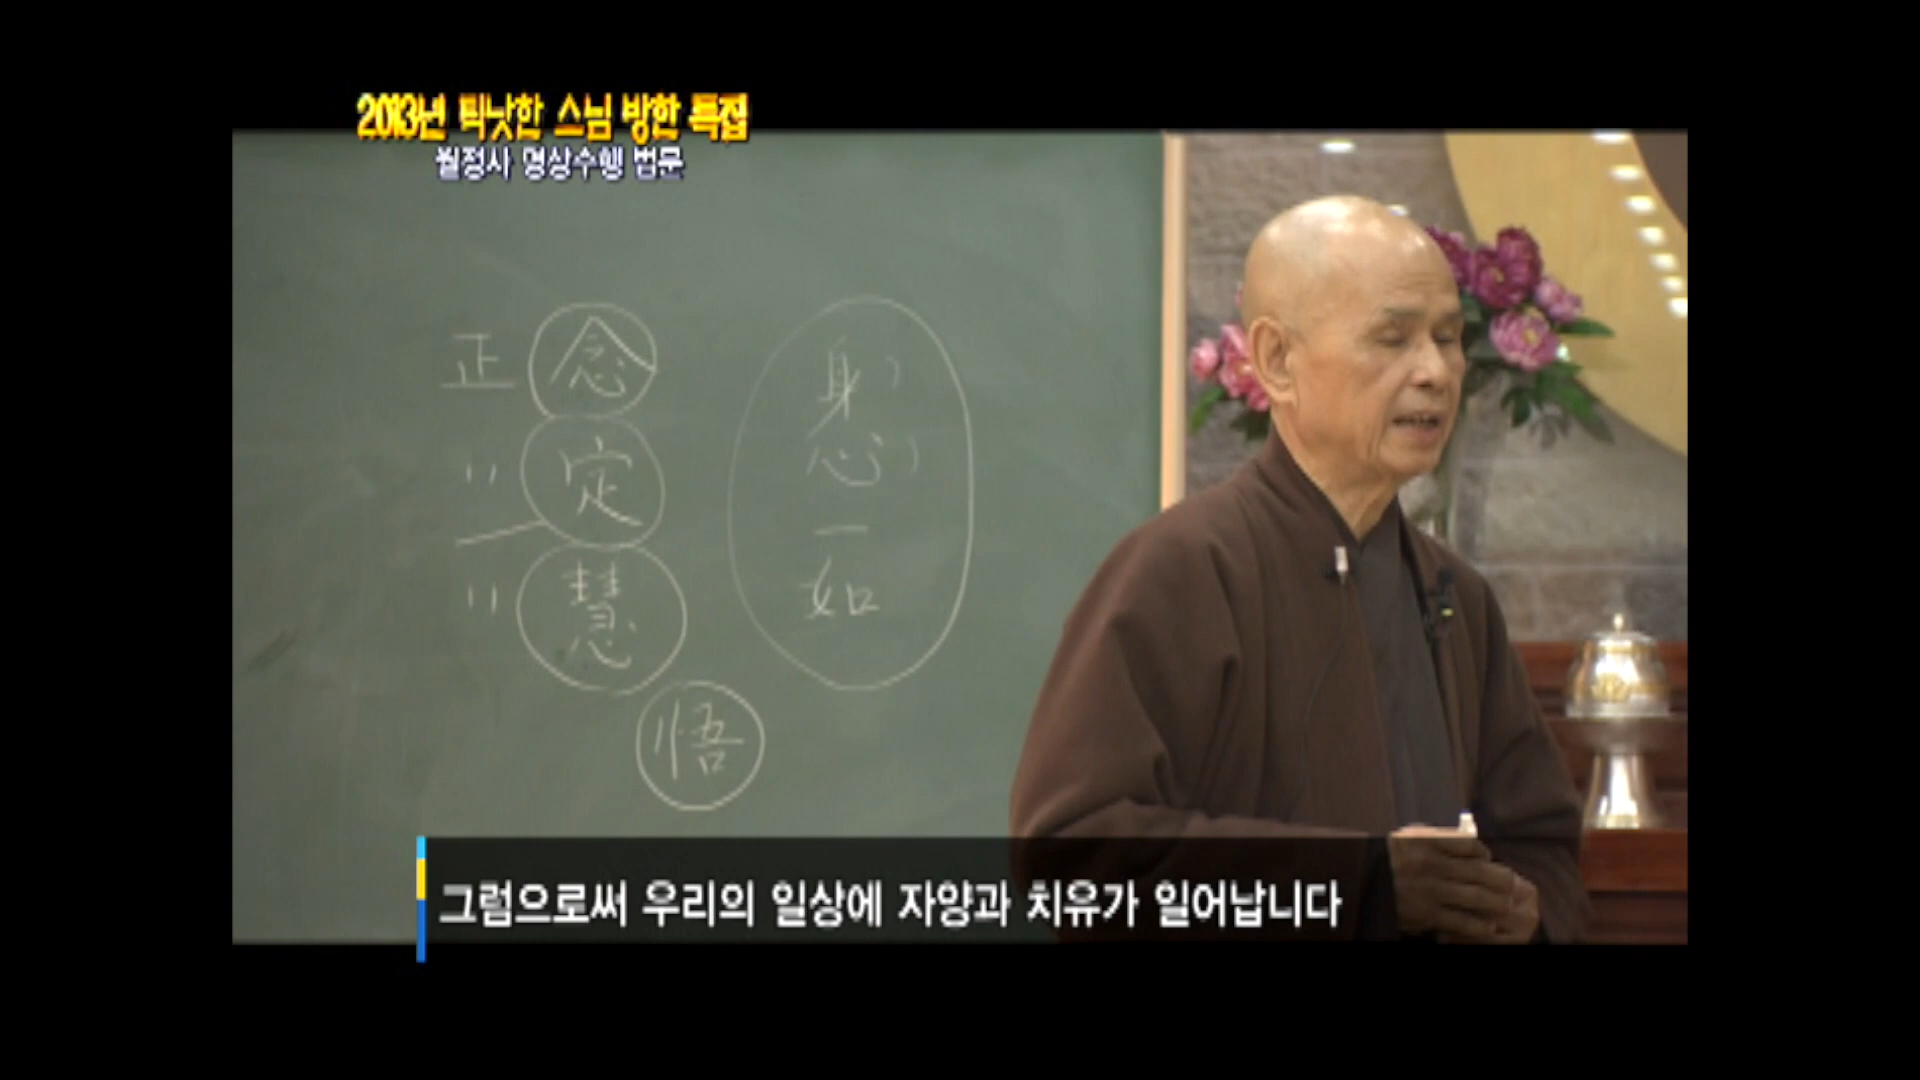 2013년 틱낫한 스님 방한 특집
월정사 명상수행 법문
正 念
〃 定
〃 慧
悟
身
心
一
如
그럼으로써 우리의 일상에 자양과 치유가 일어납니다